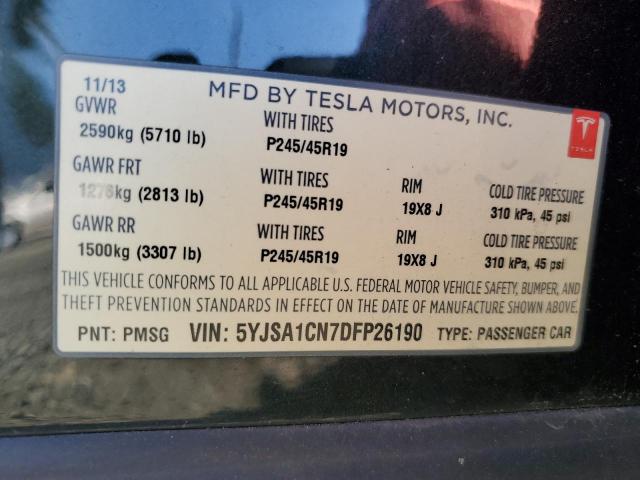 11/13 MFD BY TESLA MOTORS, INC.
GVWR WITH TIRES
2590kg (5710 lb) P245/45R19
TESLA
GAWR FRT WITH TIRES RIM COLD TIRE PRESSURE
1276kg (2813 lb) P245/45R19 19X8 J 310 kPa, 45 psi
GAWR RR WITH TIRES RIM COLD TIRE PRESSURE
1500kg (3307 lb) P245/45R19 19X8 J 310 kPa, 45 psi
THIS VEHICLE CONFORMS TO ALL APPLICABLE U.S. FEDERAL MOTOR VEHICLE SAFETY, BUMPER, AND
THEFT PREVENTION STANDARDS IN EFFECT ON THE DATE OF MANUFACTURE SHOWN ABOVE.
PNT: PMSG VIN: 5YJSA1CN7DFP26190 TYPE: PASSENGER CAR